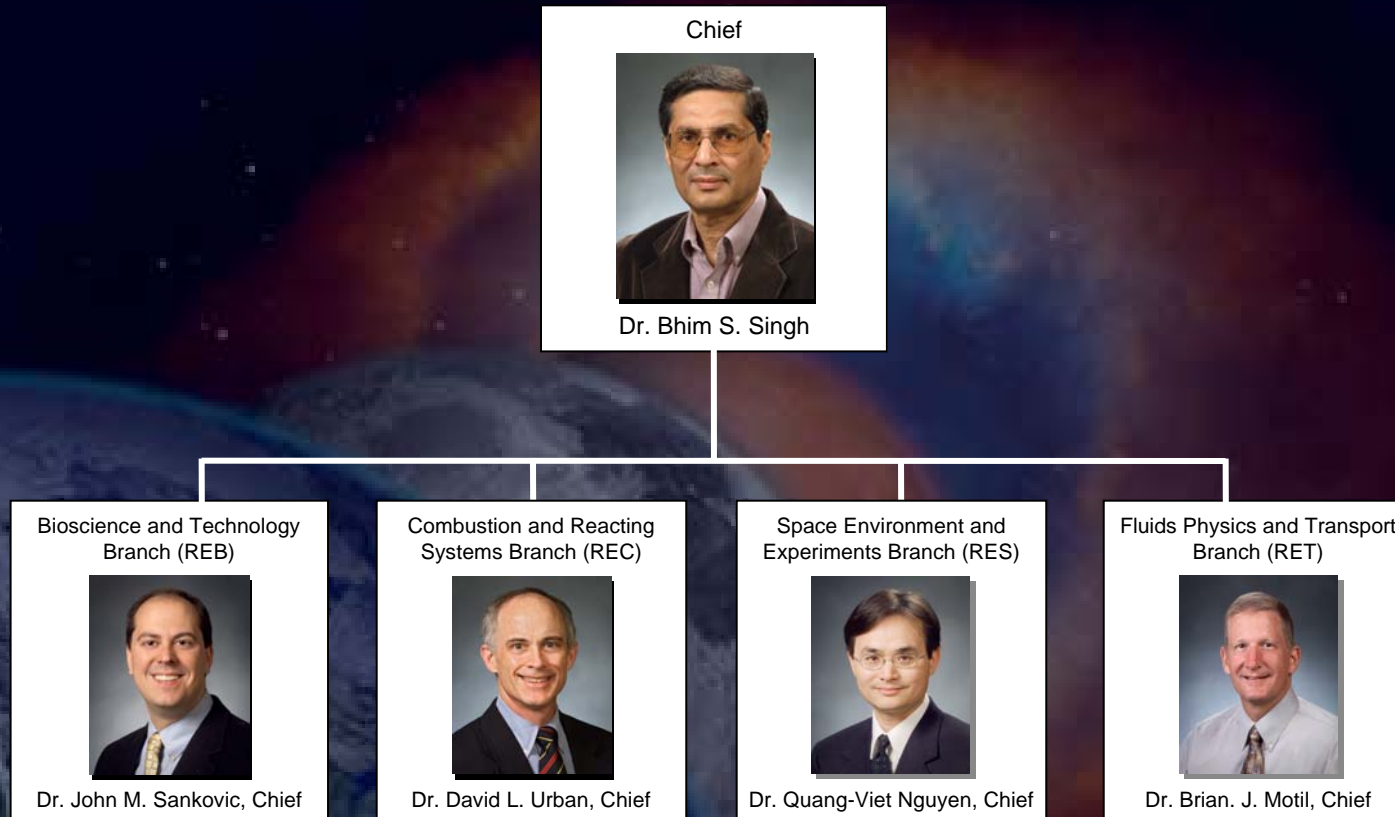 Chief
Dr. Bhim S. Singh
Bioscience and Technology
Branch (REB)
Dr. John M. Sankovic, Chief
Combustion and Reacting
Systems Branch (REC)
Dr. David L. Urban, Chief
Space Environment and
Experiments Branch (RES)
Dr. Quang-Viet Nguyen, Chief
Fluids Physics and Transport
Branch (RET)
Dr. Brian. J. Motil, Chief